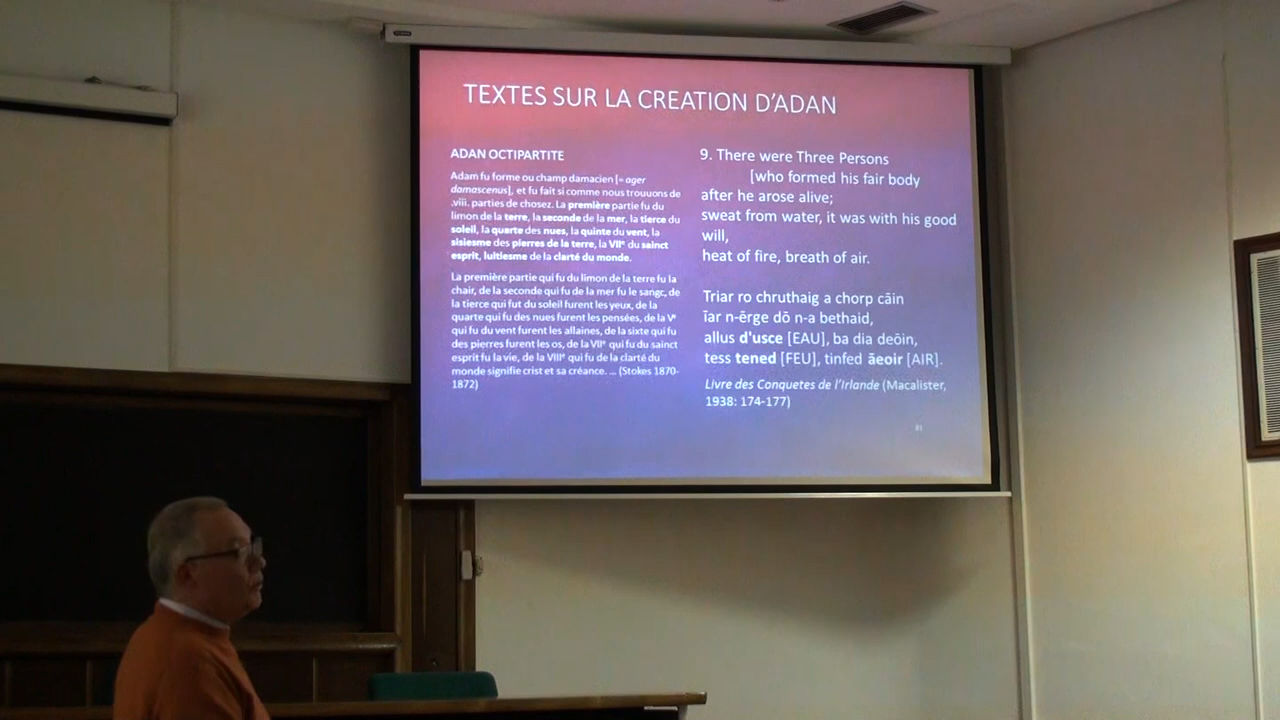 TEXTES SUR LA CREATION D'ADAN
ADAN OCTIPARTITE
Adam fu forme ou champ damacien [= ager
damascenus], et fu fait si comme nous trouuons de
.viii. parties de chosez. La première partie fu du
limon de la terre, la seconde de la mer, la tierce du
soleil, la quarte des nues, la quinte du vent, la
sisiesme des pierres de la terre, la VIIᵉ du sainct
esprit, luitiesme de la clarté du monde.
La première partie qui fu du limon de la terre fu la
chair, de la seconde qui fu de la mer fu le sangc, de
la tierce qui fut du soleil furent les yeux, de la
quarte qui fu des nues furent les pensées, de la Vᵉ
qui fu du vent furent les allaines, de la sixte qui fu
des pierres furent les os, de la VIIᵉ qui fu du sainct
esprit fu la vie, de la VIIIᵉ qui fu de la clarté du
monde signifie crist et sa créance. ... (Stokes 1870-
1872)
9. There were Three Persons
[who formed his fair body
after he arose alive;
sweat from water, it was with his good
will,
heat of fire, breath of air.
Triar ro chruthaig a chorp cāin
īar n-ērge dō n-a bethaid,
allus d'usce [EAU], ba dia deōin,
tess tened [FEU], tinfed āeoir [AIR].
Livre des Conquetes de l'Irlande (Macalister,
1938: 174-177)